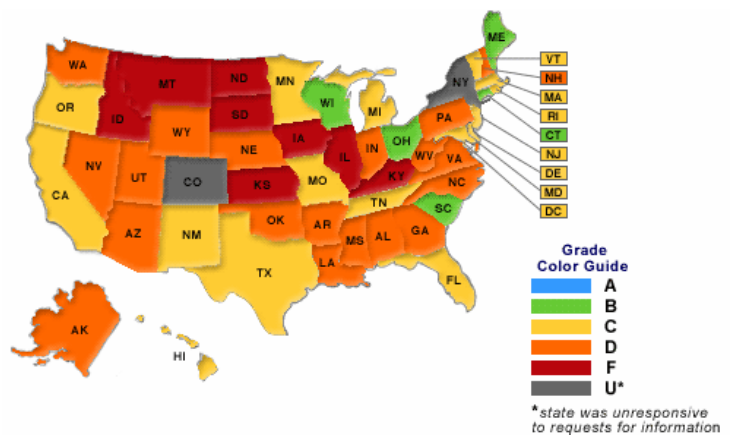 ME
WA
VT
MT
ND
MN
NH
OR
NY
MA
WI
ID
SD
MI
RI
WY
PA
CT
IA
OH
NE
NJ
NV
IL
IN
WV
VA
DE
UT
CO
KS
MO
KY
MD
CA
NC
TN
DC
AZ
NM
OK
AR
SC
MS
AL
GA
LA
TX
FL
AK
HI
Grade
Color Guide
A
B
C
D
F
U*
*state was unresponsive
to requests for information